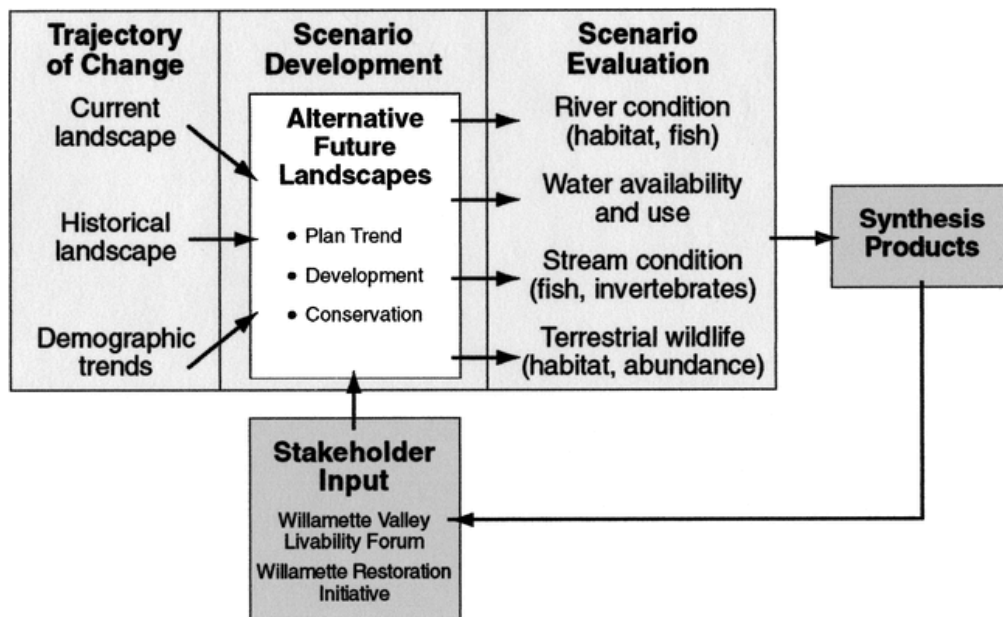 Trajectory
of Change
Current
landscape
Historical
landscape
Demographic
trends
Scenario
Development
Alternative
Future
Landscapes
• Plan Trend
• Development
• Conservation
Scenario
Evaluation
River condition
(habitat, fish)
Water availability
and use
Stream condition
(fish, invertebrates)
Terrestrial wildlife
(habitat, abundance)
Synthesis
Products
Stakeholder
Input
Willamette Valley
Livability Forum
Willamette Restoration
Initiative